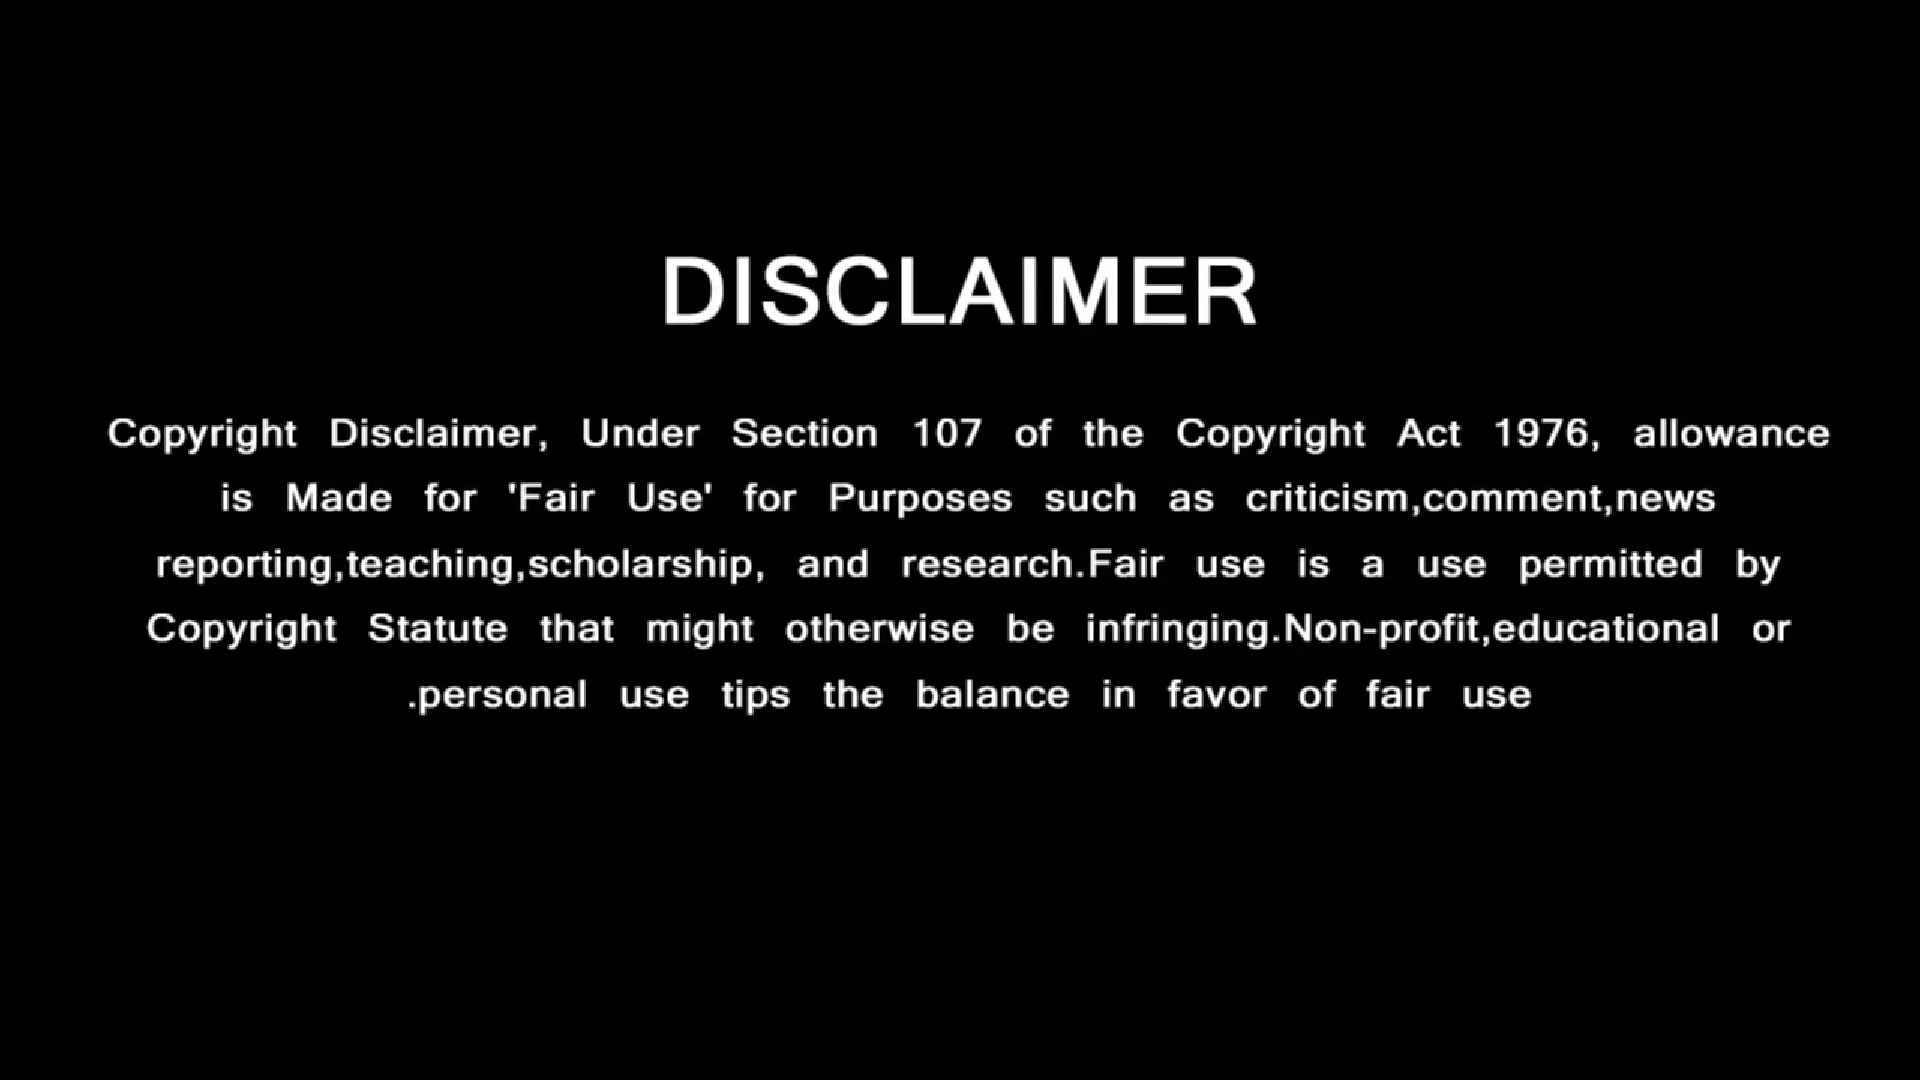 DISCLAIMER
Copyright Disclaimer, Under Section 107 of the Copyright Act 1976, allowance
is Made for 'Fair Use' for Purposes such as criticism,comment,news
reporting,teaching,scholarship, and research.Fair use is a use permitted by
Copyright Statute that might otherwise be infringing.Non-profit,educational or
.personal use tips the balance in favor of fair use